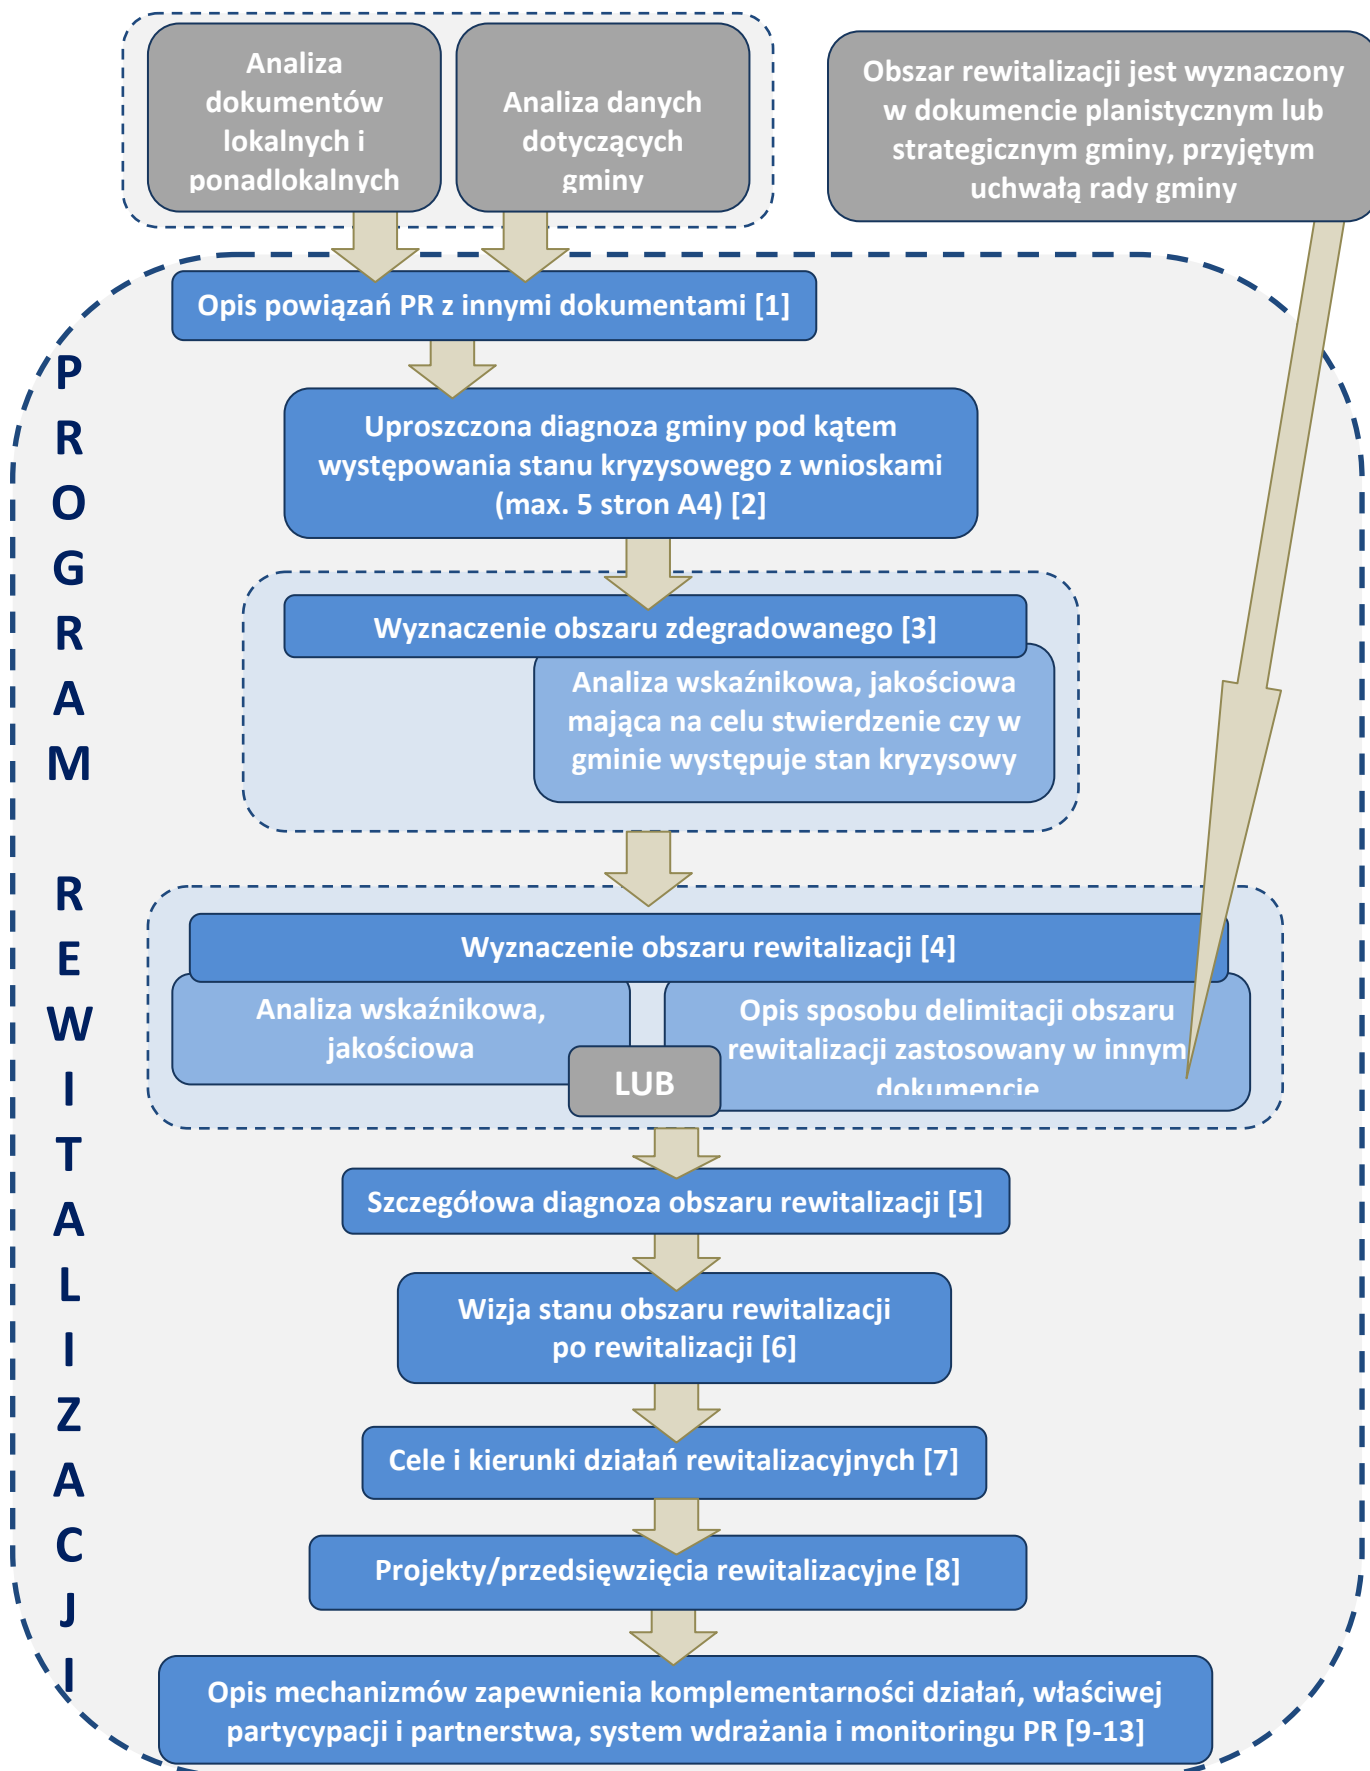 Analiza
dokumentów
lokalnych i
ponadlokalnych
Analiza danych
dotyczących
gminy
Obszar rewitalizacji jest wyznaczony
w dokumencie planistycznym lub
strategicznym gminy, przyjętym
uchwałą rady gminy
P
R
O
G
R
A
M
R
E
W
I
T
A
L
I
Z
A
C
J
I
Opis powiązań PR z innymi dokumentami [1]
Uproszczona diagnoza gminy pod kątem
występowania stanu kryzysowego z wnioskami
(max. 5 stron A4) [2]
Wyznaczenie obszaru zdegradowanego [3]
Analiza wskaźnikowa, jakościowa
mająca na celu stwierdzenie czy w
gminie występuje stan kryzysowy
Wyznaczenie obszaru rewitalizacji [4]
Analiza wskaźnikowa,
jakościowa
LUB
Opis sposobu delimitacji obszaru
rewitalizacji zastosowany w innym
dokumencie
Szczegółowa diagnoza obszaru rewitalizacji [5]
Wizja stanu obszaru rewitalizacji
po rewitalizacji [6]
Cele i kierunki działań rewitalizacyjnych [7]
Projekty/przedsięwzięcia rewitalizacyjne [8]
Opis mechanizmów zapewnienia komplementarności działań, właściwej
partycypacji i partnerstwa, system wdrażania i monitoringu PR [9-13]